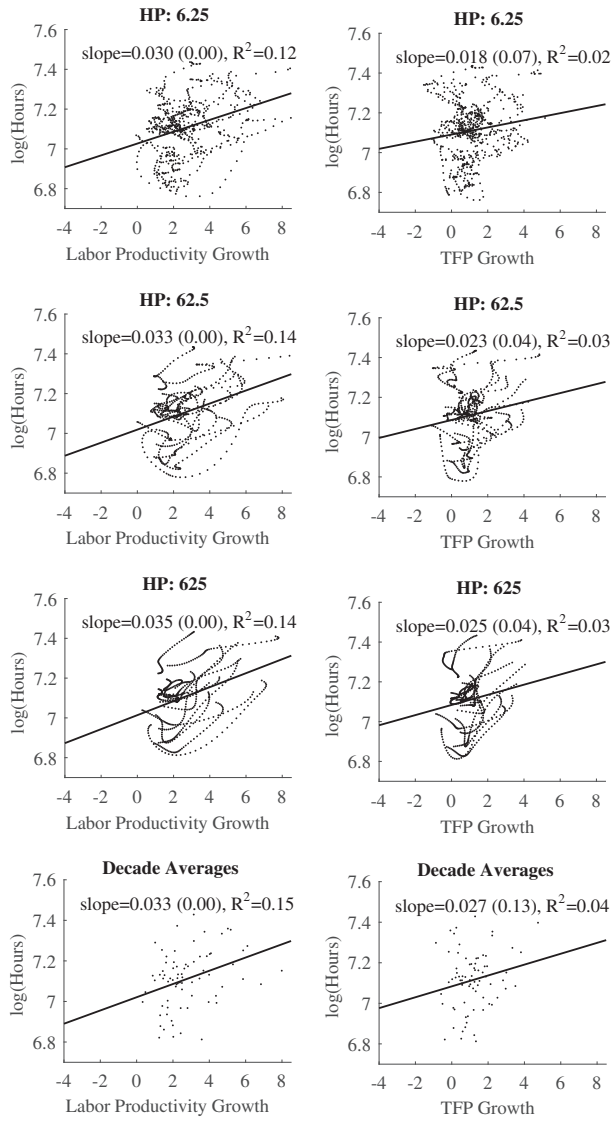 HP: 6.25
slope=0.030 (0.00), R²=0.12
log(Hours)
7.6
7.4
7.2
7
6.8
-4 -2 0 2 4 6 8
Labor Productivity Growth
HP: 6.25
slope=0.018 (0.07), R²=0.02
log(Hours)
7.6
7.4
7.2
7
6.8
-4 -2 0 2 4 6 8
TFP Growth
HP: 62.5
slope=0.033 (0.00), R²=0.14
log(Hours)
7.6
7.4
7.2
7
6.8
-4 -2 0 2 4 6 8
Labor Productivity Growth
HP: 62.5
slope=0.023 (0.04), R²=0.03
log(Hours)
7.6
7.4
7.2
7
6.8
-4 -2 0 2 4 6 8
TFP Growth
HP: 625
slope=0.035 (0.00), R²=0.14
log(Hours)
7.6
7.4
7.2
7
6.8
-4 -2 0 2 4 6 8
Labor Productivity Growth
HP: 625
slope=0.025 (0.04), R²=0.03
log(Hours)
7.6
7.4
7.2
7
6.8
-4 -2 0 2 4 6 8
TFP Growth
Decade Averages
slope=0.033 (0.00), R²=0.15
log(Hours)
7.6
7.4
7.2
7
6.8
-4 -2 0 2 4 6 8
Labor Productivity Growth
Decade Averages
slope=0.027 (0.13), R²=0.04
log(Hours)
7.6
7.4
7.2
7
6.8
-4 -2 0 2 4 6 8
TFP Growth